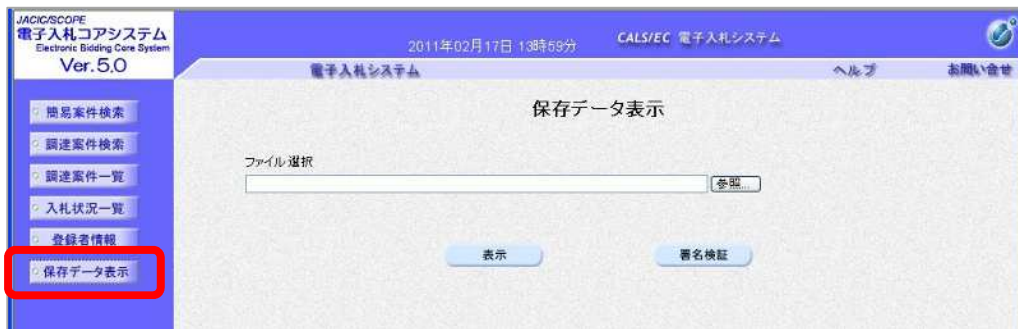 JACIC/SCOPE
電子入札コアシステム
Electronic Bidding Core System
Ver.5.0
2011年02月17日 13時59分
CALS/EC 電子入札システム
電子入札システム
ヘルプ
お問い合せ
簡易案件検索
調達案件検索
調達案件一覧
入札状況一覧
登録者情報
保存データ表示
保存データ表示
ファイル選択
参照...
表示
署名検証